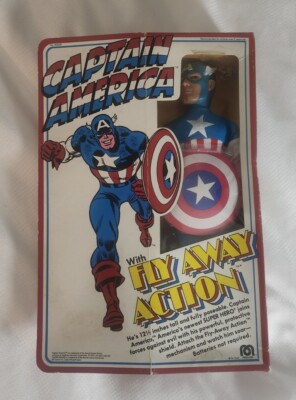 CAPTAIN
AMERICA
With
FLY AWAY
ACTION
He's 12½ inches tall and fully poseable. Captain
America, America's newest SUPER HERO joins
forces against evil with his powerful, protective
shield. Attach the Fly-Away Action
mechanism and watch him soar
Batteries not required.